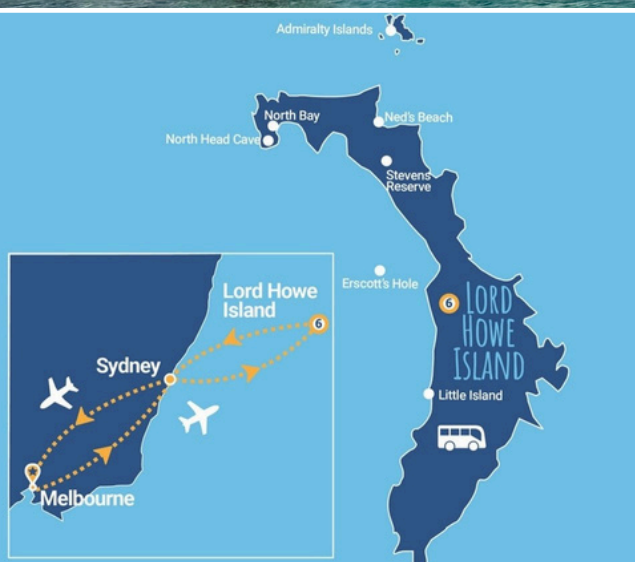 Admiralty Islands
North Bay
Ned's Beach
North Head Cave
Stevens
Reserve
Erscott's Hole
Lord Howe
Island
6
6
LORD
HOWE
ISLAND
Sydney
Little Island
Melbourne